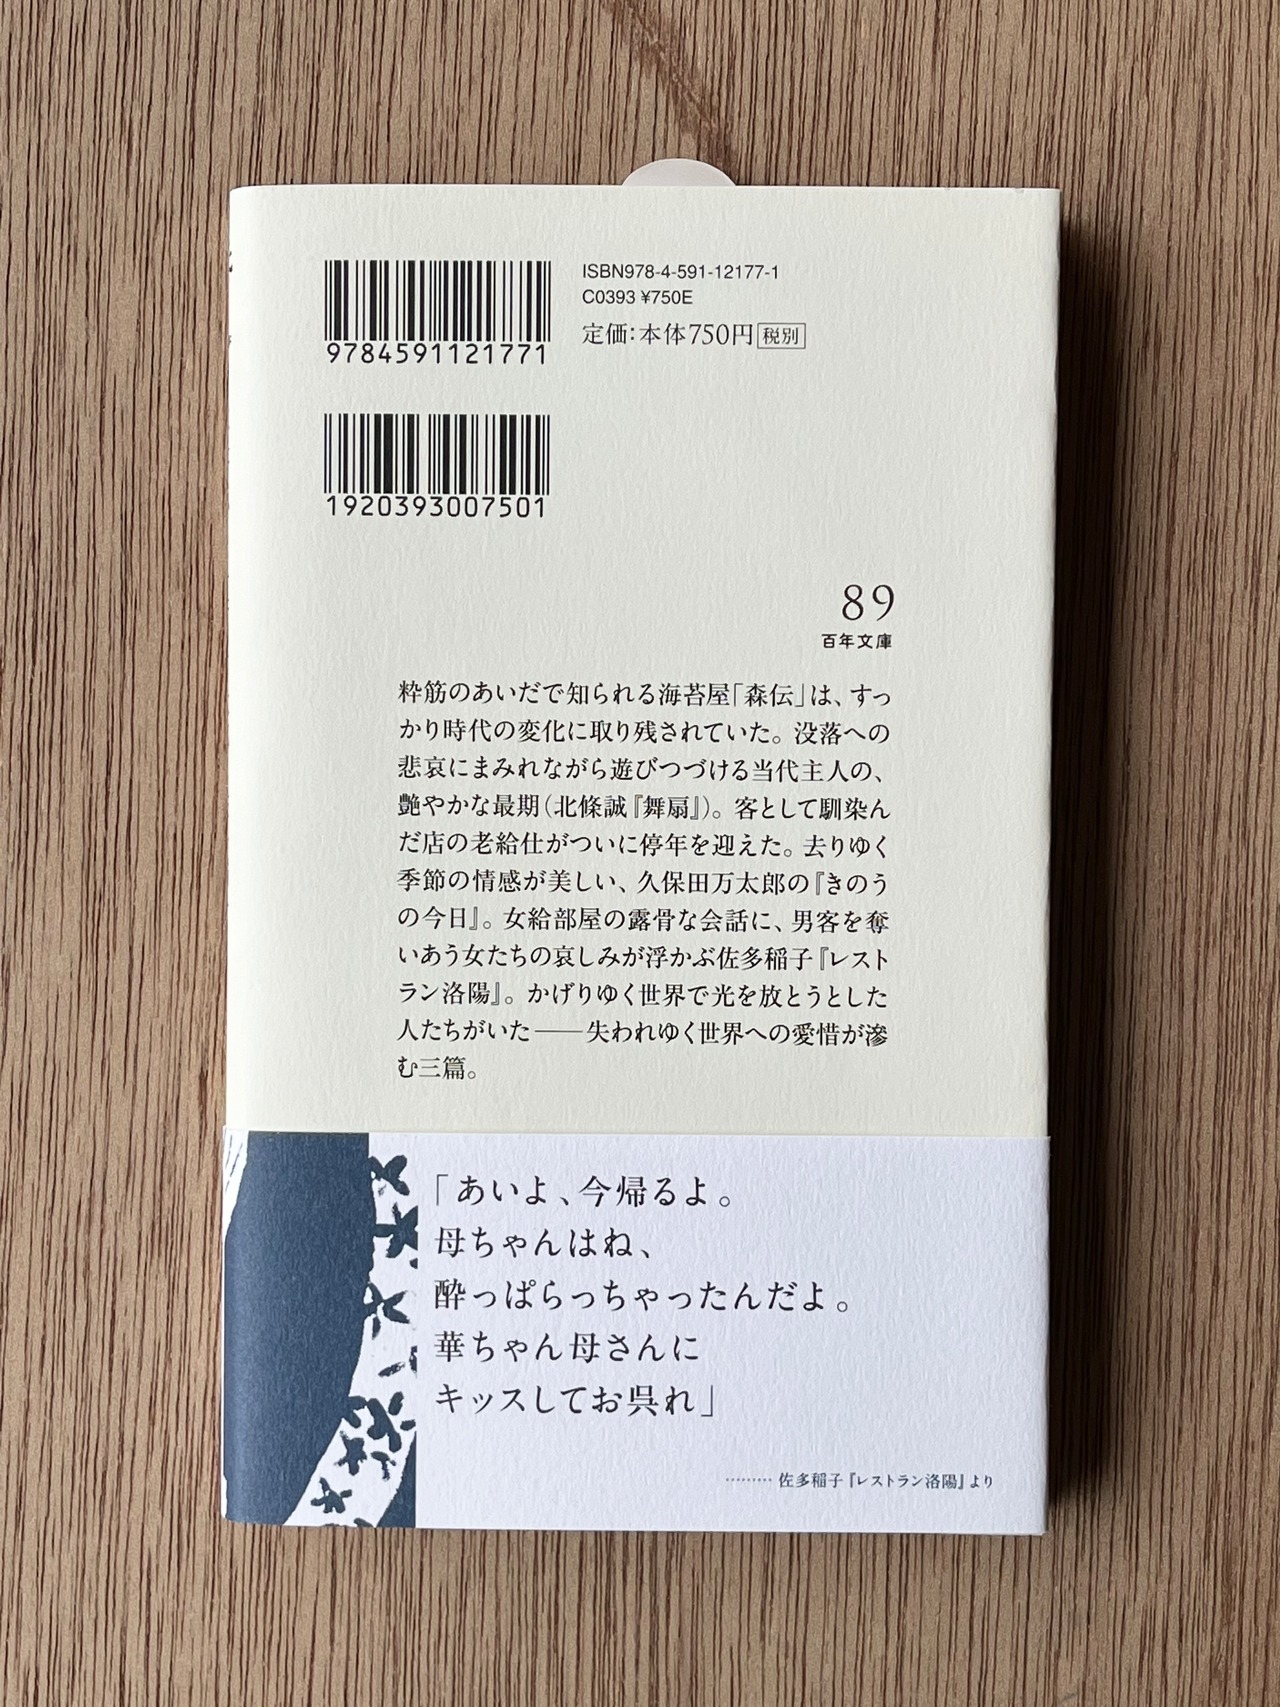 ISBN978-4-591-12177-1
C0393 ¥750E
定価：本体750円 税別
9784591121771
1920393007501
89
百年文庫
粋筋のあいだで知られる海苔屋「森伝」は、すっ
かり時代の変化に取り残されていた。没落への
悲哀にまみれながら遊びつづける当代主人の、
艶やかな最期（北條誠『舞扇』）。客として馴染ん
だ店の老給仕がついに停年を迎えた。去りゆく
季節の情感が美しい、久保田万太郎の『きのう
の今日』。女給部屋の露骨な会話に、男客を奪
いあう女たちの哀しみが浮かぶ佐多稲子『レスト
ラン洛陽』。かげりゆく世界で光を放とうとした
人たちがいた――失われゆく世界への愛惜が滲
む三篇。
「あいよ、今帰るよ。
母ちゃんはね、
酔っぱらっちゃったんだよ。
華ちゃん母さんに
キッスしてお呉れ」
………佐多稲子『レストラン洛陽』より